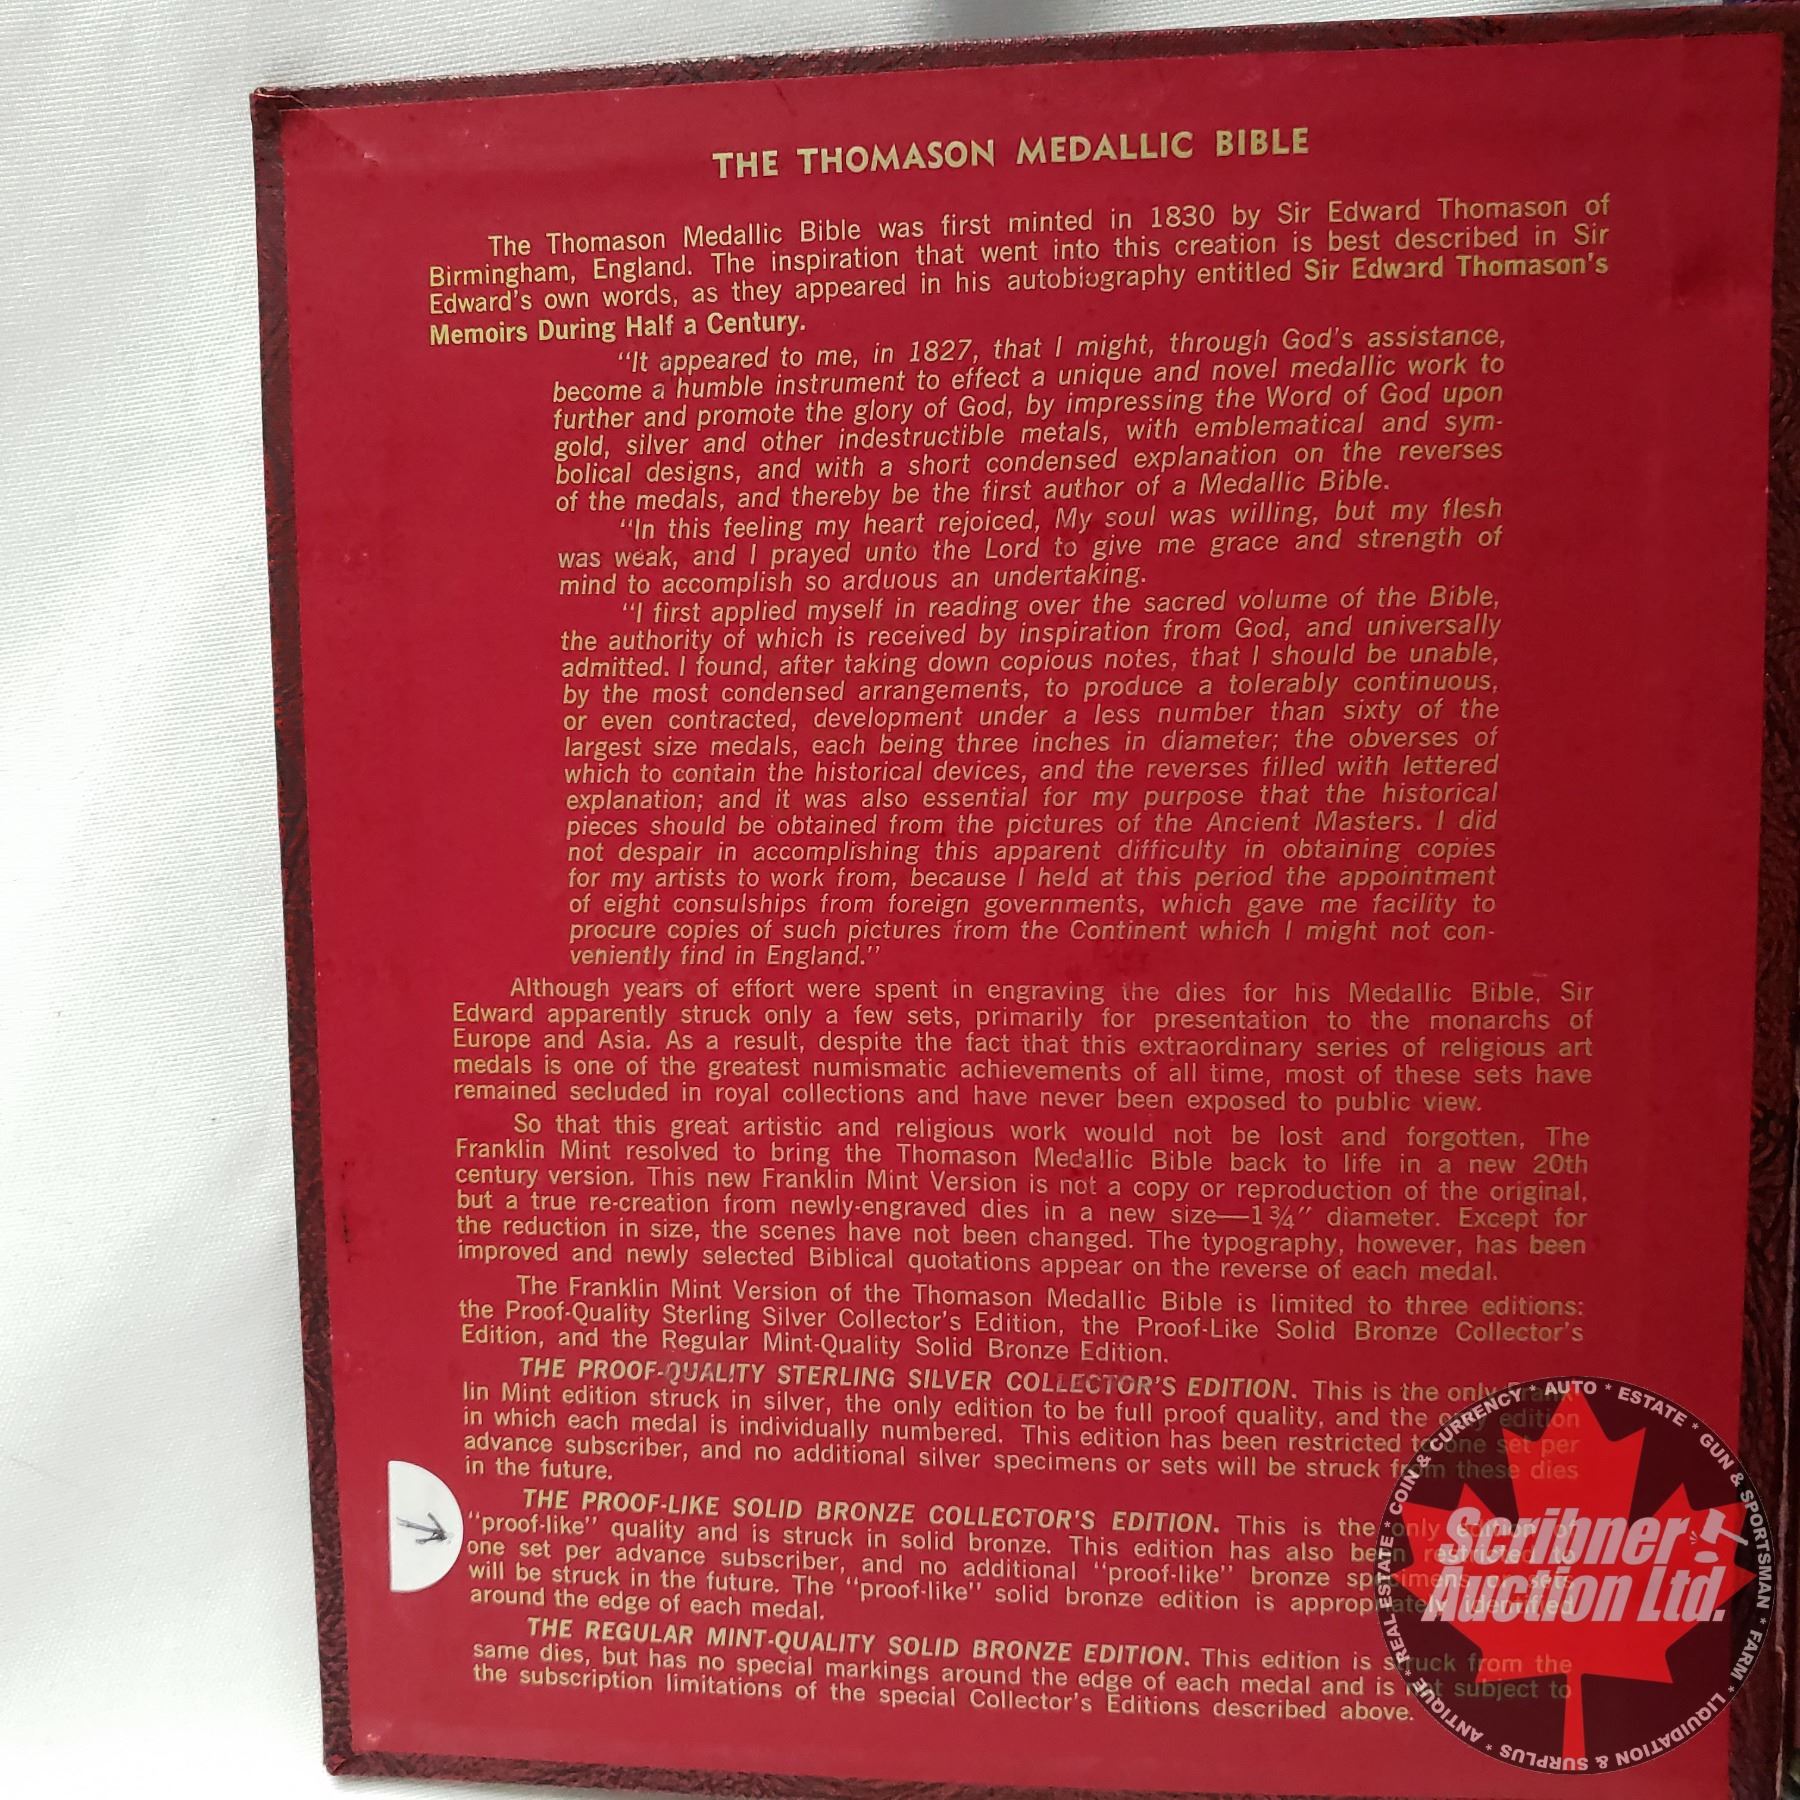 THE THOMASON MEDALLIC BIBLE
The Thomason Medallic Bible was first minted in 1830 by Sir Edward Thomason of
Birmingham, England. The inspiration that went into this creation is best described in Sir
Edward's own words, as they appeared in his autobiography entitled Sir Edward Thomason's
Memoirs During Half a Century.
"It appeared to me, in 1827, that I might, through God's assistance,
become a humble instrument to effect a unique and novel medallic work to
further and promote the glory of God, by impressing the Word of God upon
gold, silver and other indestructible metals, with emblematical and sym-
bolical designs, and with a short condensed explanation on the reverses
of the medals, and thereby be the first author of a Medallic Bible.
"In this feeling my heart rejoiced, My soul was willing, but my flesh
was weak, and I prayed unto the Lord to give me grace and strength of
mind to accomplish so arduous an undertaking.
"I first applied myself in reading over the sacred volume of the Bible,
the authority of which is received by inspiration from God, and universally
admitted. I found, after taking down copious notes, that I should be unable,
by the most condensed arrangements, to produce a tolerably continuous,
or even contracted, development under a less number than sixty of the
largest size medals, each being three inches in diameter; the obverses of
which to contain the historical devices, and the reverses filled with lettered
explanation; and it was also essential for my purpose that the historical
pieces should be obtained from the pictures of the Ancient Masters. I did
not despair in accomplishing this apparent difficulty in obtaining copies
for my artists to work from, because I held at this period the appointment
of eight consulships from foreign governments, which gave me facility to
procure copies of such pictures from the Continent which I might not con-
veniently find in England."
Although years of effort were spent in engraving the dies for his Medallic Bible, Sir
Edward apparently struck only a few sets, primarily for presentation to the monarchs of
Europe and Asia. As a result, despite the fact that this extraordinary series of religious art
medals is one of the greatest numismatic achievements of all time, most of these sets have
remained secluded in royal collections and have never been exposed to public view.
So that this great artistic and religious work would not be lost and forgotten, The
Franklin Mint resolved to bring the Thomason Medallic Bible back to life in a new 20th
century version. This new Franklin Mint Version is not a copy or reproduction of the original,
but a true re-creation from newly-engraved dies in a new size—1¾" diameter. Except for
the reduction in size, the scenes have not been changed. The typography, however, has been
improved and newly selected Biblical quotations appear on the reverse of each medal.
The Franklin Mint Version of the Thomason Medallic Bible is limited to three editions:
the Proof-Quality Sterling Silver Collector's Edition, the Proof-Like Solid Bronze Collector's
Edition, and the Regular Mint-Quality Solid Bronze Edition.
THE PROOF-QUALITY STERLING SILVER COLLECTOR'S EDITION. This is the only Frank-
lin Mint edition struck in silver, the only edition to be full proof quality, and the only edition
in which each medal is individually numbered. This edition has been restricted to one set per
advance subscriber, and no additional silver specimens or sets will be struck from these dies
in the future.
THE PROOF-LIKE SOLID BRONZE COLLECTOR'S EDITION. This is the only edition of
"proof-like" quality and is struck in solid bronze. This edition has also been restricted to
one set per advance subscriber, and no additional "proof-like" bronze specimens or sets
will be struck in the future. The "proof-like" solid bronze edition is appropriately identified
around the edge of each medal.
THE REGULAR MINT-QUALITY SOLID BRONZE EDITION. This edition is struck from the
same dies, but has no special markings around the edge of each medal and is not subject to
the subscription limitations of the special Collector's Editions described above.
Scribner
Auction Ltd.
* REAL ESTATE * COIN & CURRENCY * AUTO * ESTATE * GUN & SPORTSMAN * FARM * LIQUIDATION & SURPLUS * ANTIQUE